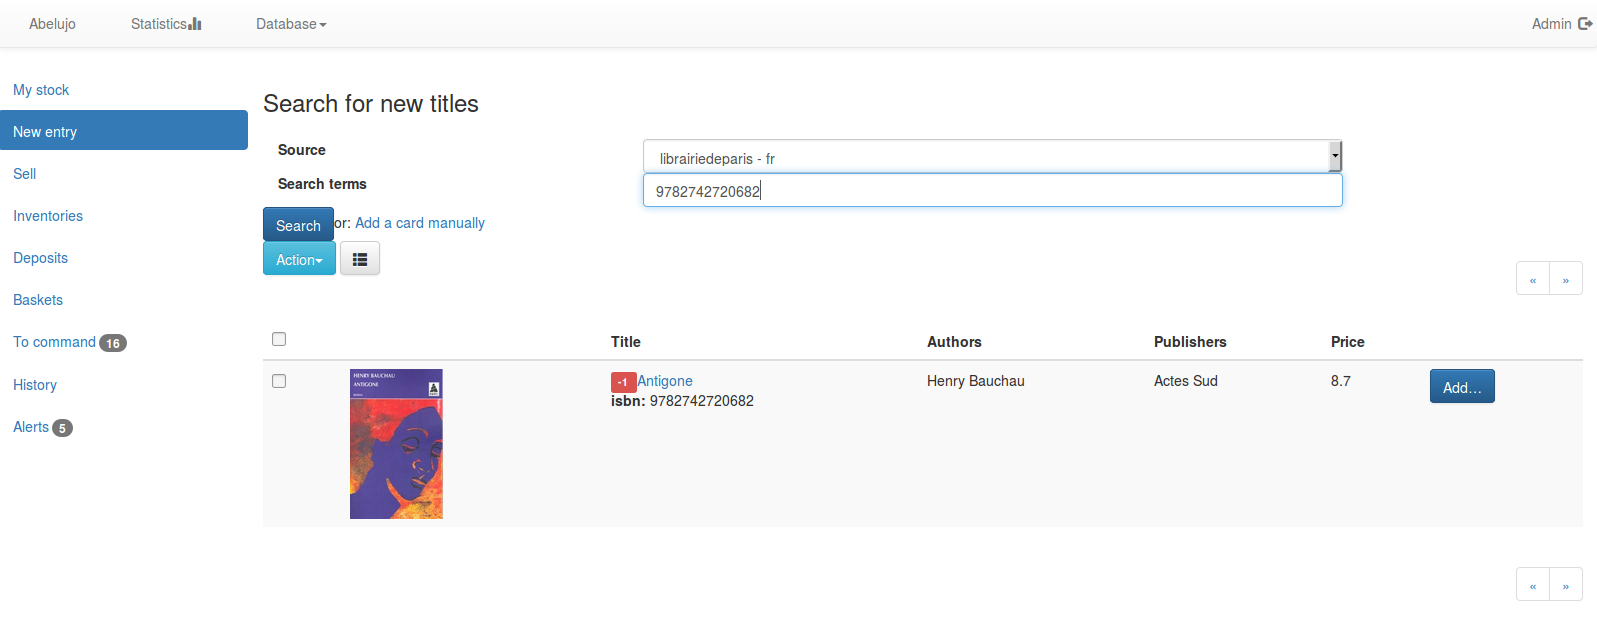 Abelujo Statistics Database Admin
My stock
New entry
Sell
Inventories
Deposits
Baskets
To command 16
History
Alerts 5
Search for new titles
Source librairiedeparis - fr
Search terms 9782742720682
Search or: Add a card manually
Action
« »
Title Authors Publishers Price
HENRY BAUCHAU
ANTIGONE
-1 Antigone Henry Bauchau Actes Sud 8.7 Add...
isbn: 9782742720682
« »